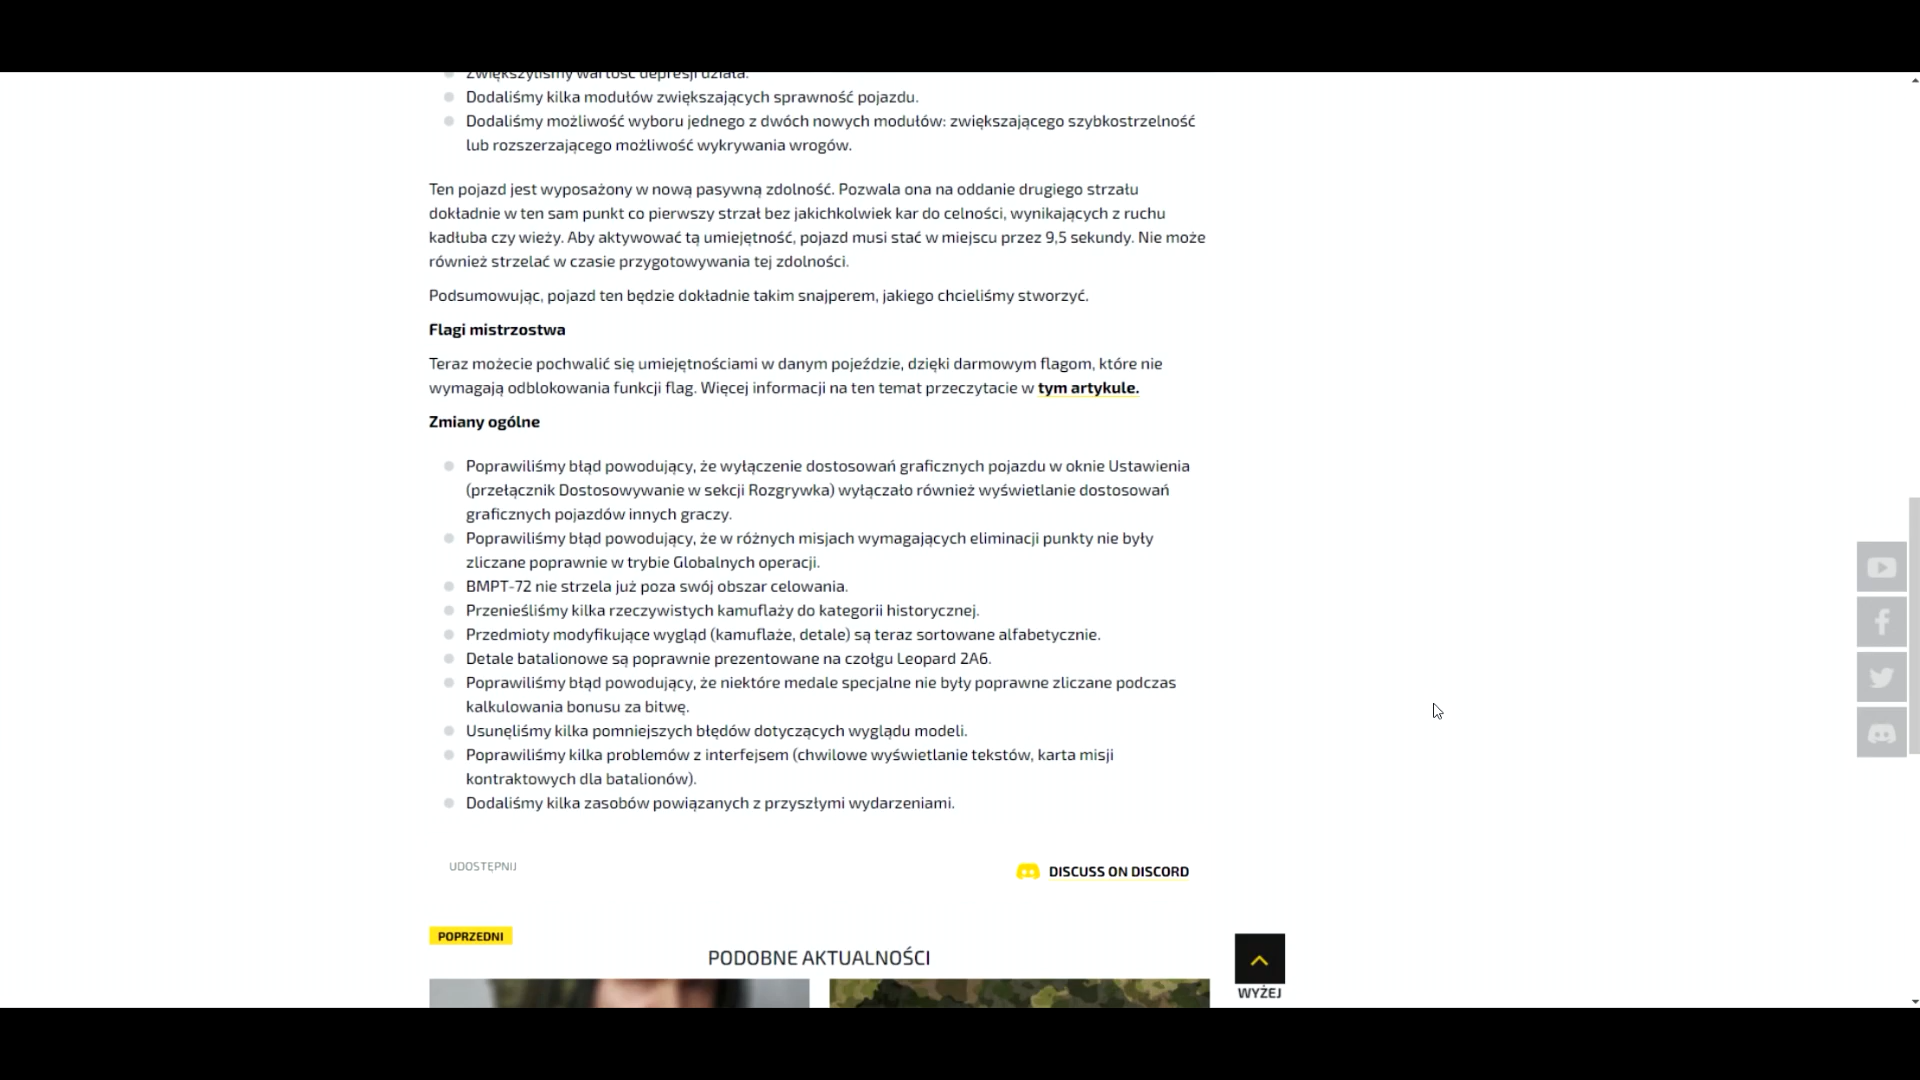 Zwiększyliśmy wartość depresji działa.
Dodaliśmy kilka modułów zwiększających sprawność pojazdu.
Dodaliśmy możliwość wyboru jednego z dwóch nowych modułów: zwiększającego szybkostrzelność
lub rozszerzającego możliwość wykrywania wrogów.
Ten pojazd jest wyposażony w nową pasywną zdolność. Pozwala ona na oddanie drugiego strzału
dokładnie w ten sam punkt co pierwszy strzał bez jakichkolwiek kar do celności, wynikających z ruchu
kadłuba czy wieży. Aby aktywować tą umiejętność, pojazd musi stać w miejscu przez 9,5 sekundy. Nie może
również strzelać w czasie przygotowywania tej zdolności.
Podsumowując, pojazd ten będzie dokładnie takim snajperem, jakiego chcieliśmy stworzyć.
Flagi mistrzostwa
Teraz możecie pochwalić się umiejętnościami w danym pojeździe, dzięki darmowym flagom, które nie
wymagają odblokowania funkcji flag. Więcej informacji na ten temat przeczytacie w tym artykule.
Zmiany ogólne
Poprawiliśmy błąd powodujący, że wyłączenie dostosowań graficznych pojazdu w oknie Ustawienia
(przełącznik Dostosowywanie w sekcji Rozgrywka) wyłączało również wyświetlanie dostosowań
graficznych pojazdów innych graczy.
Poprawiliśmy błąd powodujący, że w różnych misjach wymagających eliminacji punkty nie były
zliczane poprawnie w trybie Globalnych operacji.
BMPT-72 nie strzela już poza swój obszar celowania.
Przenieśliśmy kilka rzeczywistych kamuflaży do kategorii historycznej.
Przedmioty modyfikujące wygląd (kamuflaże, detale) są teraz sortowane alfabetycznie.
Detale batalionowe są poprawnie prezentowane na czołgu Leopard 2A6.
Poprawiliśmy błąd powodujący, że niektóre medale specjalne nie były poprawne zliczane podczas
kalkulowania bonusu za bitwę.
Usunęliśmy kilka pomniejszych błędów dotyczących wyglądu modeli.
Poprawiliśmy kilka problemów z interfejsem (chwilowe wyświetlanie tekstów, karta misji
kontraktowych dla batalionów).
Dodaliśmy kilka zasobów powiązanych z przyszłymi wydarzeniami.
UDOSTĘPNIJ
DISCUSS ON DISCORD
POPRZEDNI
PODOBNE AKTUALNOŚCI
WYŻEJ